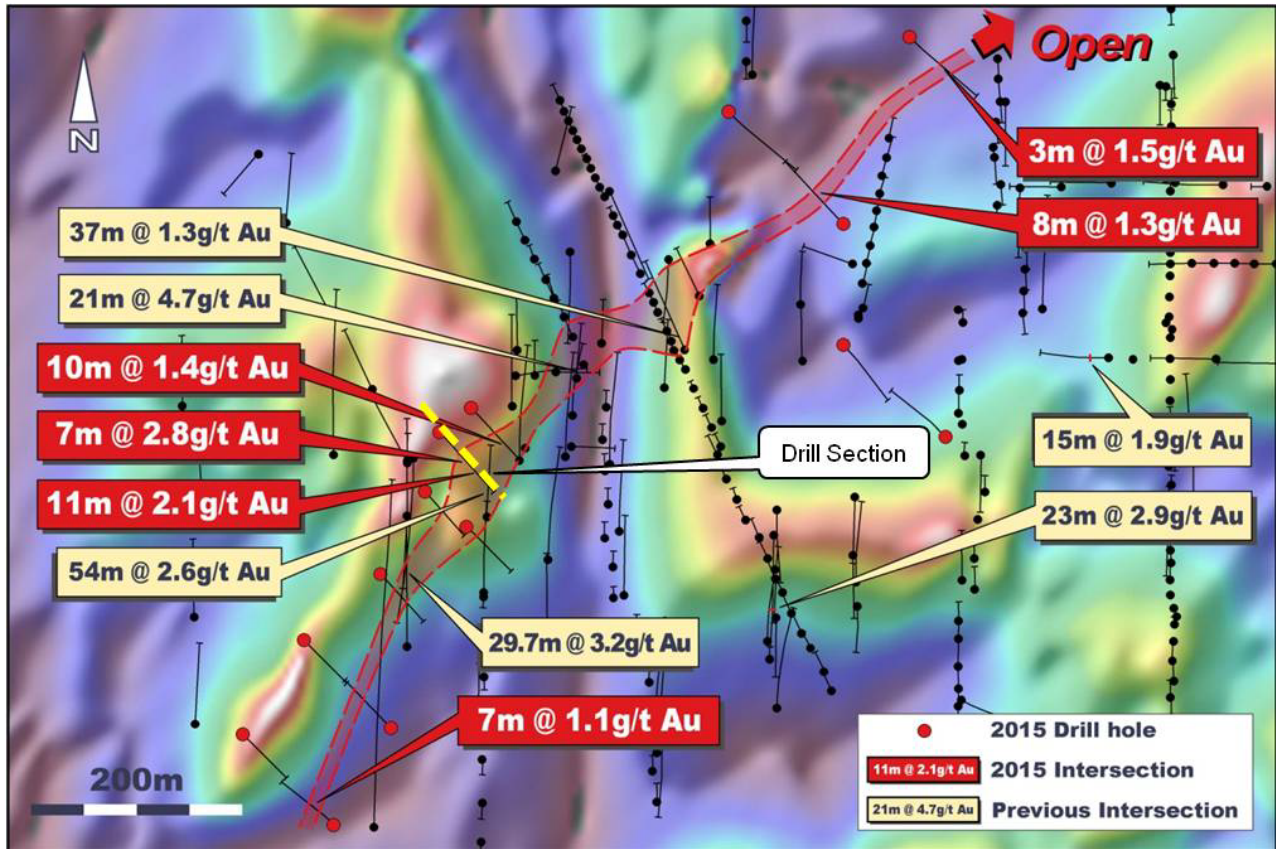 Open
N
3m @ 1.5g/t Au
8m @ 1.3g/t Au
37m @ 1.3g/t Au
21m @ 4.7g/t Au
10m @ 1.4g/t Au
7m @ 2.8g/t Au
11m @ 2.1g/t Au
54m @ 2.6g/t Au
Drill Section
15m @ 1.9g/t Au
23m @ 2.9g/t Au
29.7m @ 3.2g/t Au
7m @ 1.1g/t Au
200m
2015 Drill hole
11m @ 2.1g/t Au 2015 Intersection
21m @ 4.7g/t Au Previous Intersection